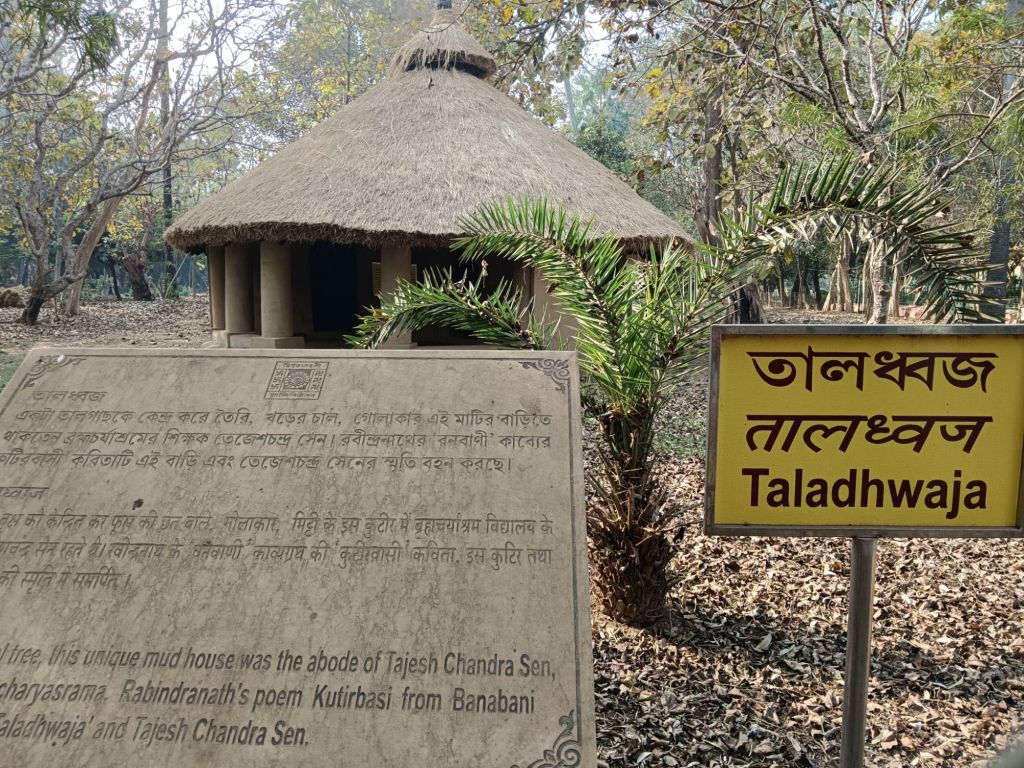 তালধ্বজ
একটা তালগাছকে কেন্দ্র করে তৈরি, খড়ের চাল, গোলাকার এই মাটির বাড়িতে
থাকতেন ব্রহ্মচর্যাশ্রমের শিক্ষক তেজেশচন্দ্র সেন। রবীন্দ্রনাথের 'বনবাণী' কাব্যের
কুটিরবাসী কবিতাটি এই বাড়ি এবং তেজেশচন্দ্র সেনের স্মৃতি বহন করছে।
को केन्द्रित कर फूस की छत वाले, गोलाकार, मिट्टी के इस कुटीर में ब्रह्मचर्याश्रम विद्यालय के
सेन रहते थे। रवीन्द्रनाथ के 'वनवाणी' काव्यग्रंथ की 'कुटीरवासी' कविता, इस कुटिर तथा
की स्मृति में समर्पित।
tree, this unique mud house was the abode of Tajesh Chandra Sen,
charyasrama. Rabindranath's poem Kutirbasi from Banabani
Taladhwaja' and Tajesh Chandra Sen.
তালধ্বজ
तालध्वज
Taladhwaja